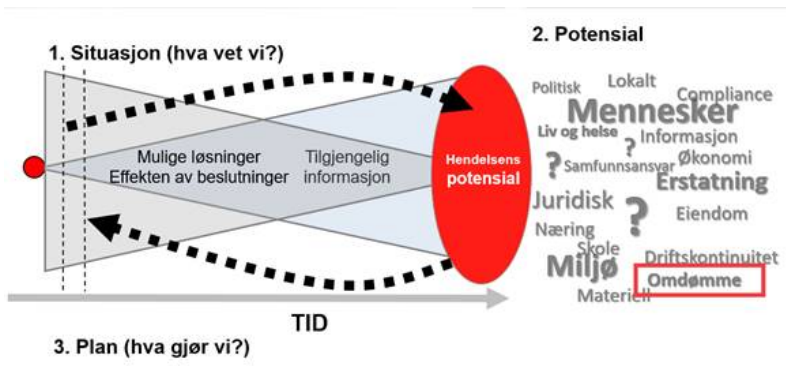 1. Situasjon (hva vet vi?)
Mulige løsninger
Effekten av beslutninger
Tilgjengelig
informasjon
Hendelsens
potensial
TID
3. Plan (hva gjør vi?)
2. Potensial
Politisk
Lokalt
Compliance
Mennesker
Liv og helse
?
Informasjon
?
Samfunnsansvar
Økonomi
Erstatning
Juridisk
?
Eiendom
Næring
Skole
Miljø
Driftskontinuitet
Omdømme
Materiell